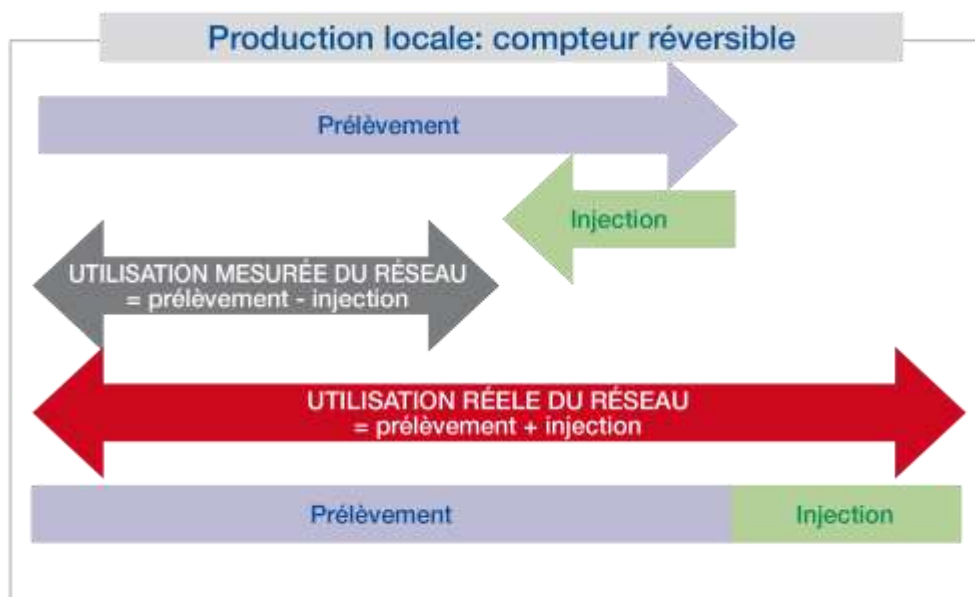 Production locale: compteur réversible
Prélèvement
Injection
UTILISATION MESURÉE DU RÉSEAU
= prélèvement - injection
UTILISATION RÉELE DU RÉSEAU
= prélèvement + injection
Prélèvement
Injection